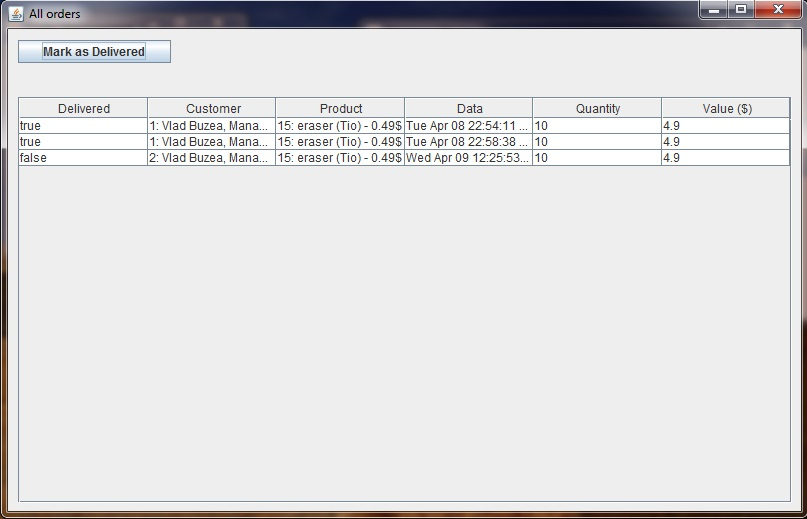 All orders
Mark as Delivered
Delivered Customer Product Data Quantity Value ($)
true 1: Vlad Buzea, Mana... 15: eraser (Tio) - 0.49$ Tue Apr 08 22:54:11 ... 10 4.9
true 1: Vlad Buzea, Mana... 15: eraser (Tio) - 0.49$ Tue Apr 08 22:58:38 ... 10 4.9
false 2: Vlad Buzea, Mana... 15: eraser (Tio) - 0.49$ Wed Apr 09 12:25:53... 10 4.9